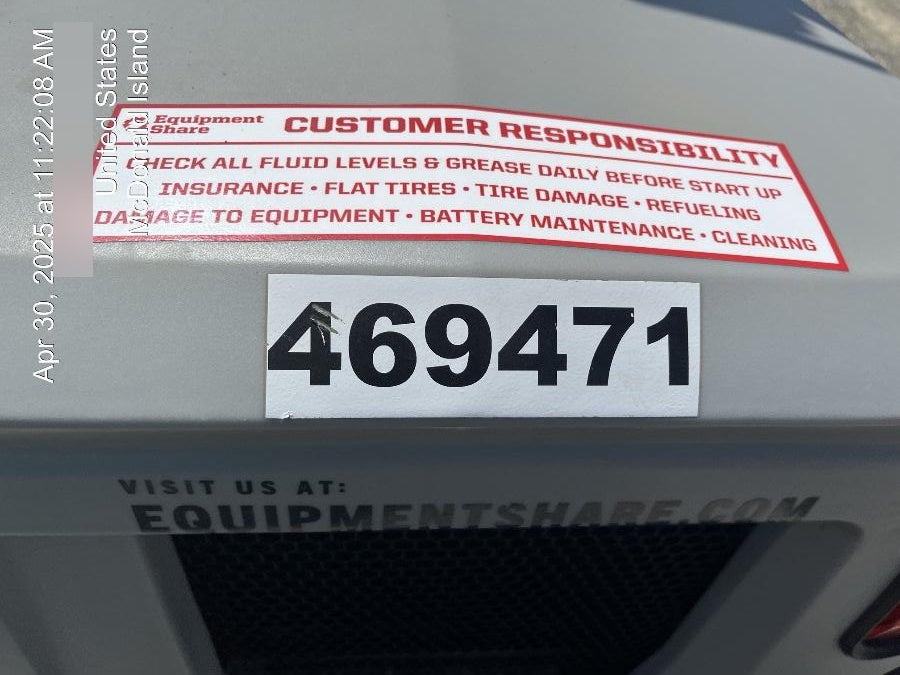 Apr 30, 2025 at 11:22:08 AM
United States
McDonald Island
Equipment
Share
CUSTOMER RESPONSIBILITY
CHECK ALL FLUID LEVELS & GREASE DAILY BEFORE START UP
INSURANCE • FLAT TIRES • TIRE DAMAGE • REFUELING
DAMAGE TO EQUIPMENT • BATTERY MAINTENANCE • CLEANING
469471
VISIT US AT:
EQUIPMENTSHARE.COM